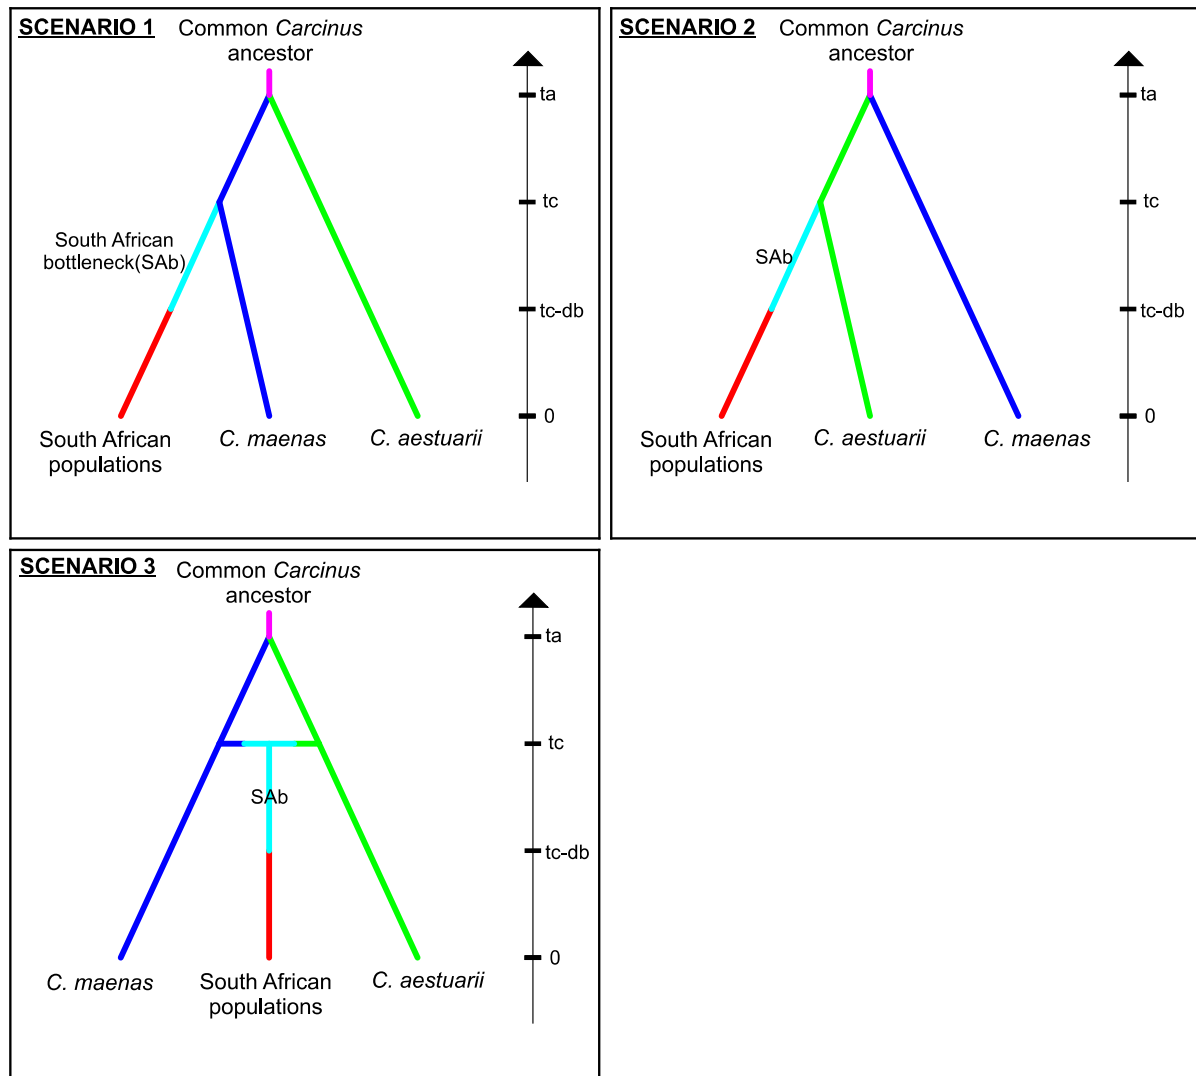 SCENARIO 1
Common Carcinus
ancestor
ta
tc
South African
bottleneck(SAb)
tc-db
0
South African
populations
C. maenas
C. aestuarii
SCENARIO 2
Common Carcinus
ancestor
ta
tc
SAb
tc-db
0
South African
populations
C. aestuarii
C. maenas
SCENARIO 3
Common Carcinus
ancestor
ta
tc
SAb
tc-db
0
C. maenas
South African
populations
C. aestuarii